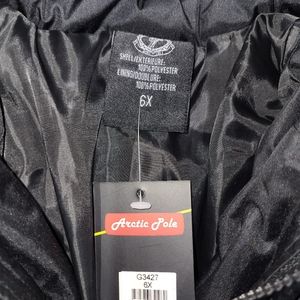 SHELL/EXTERIEURE:
100%POLYESTER
LINING/DOUBLURE:
100%POLYESTER
6X
Arctic Pole
G3427
6X